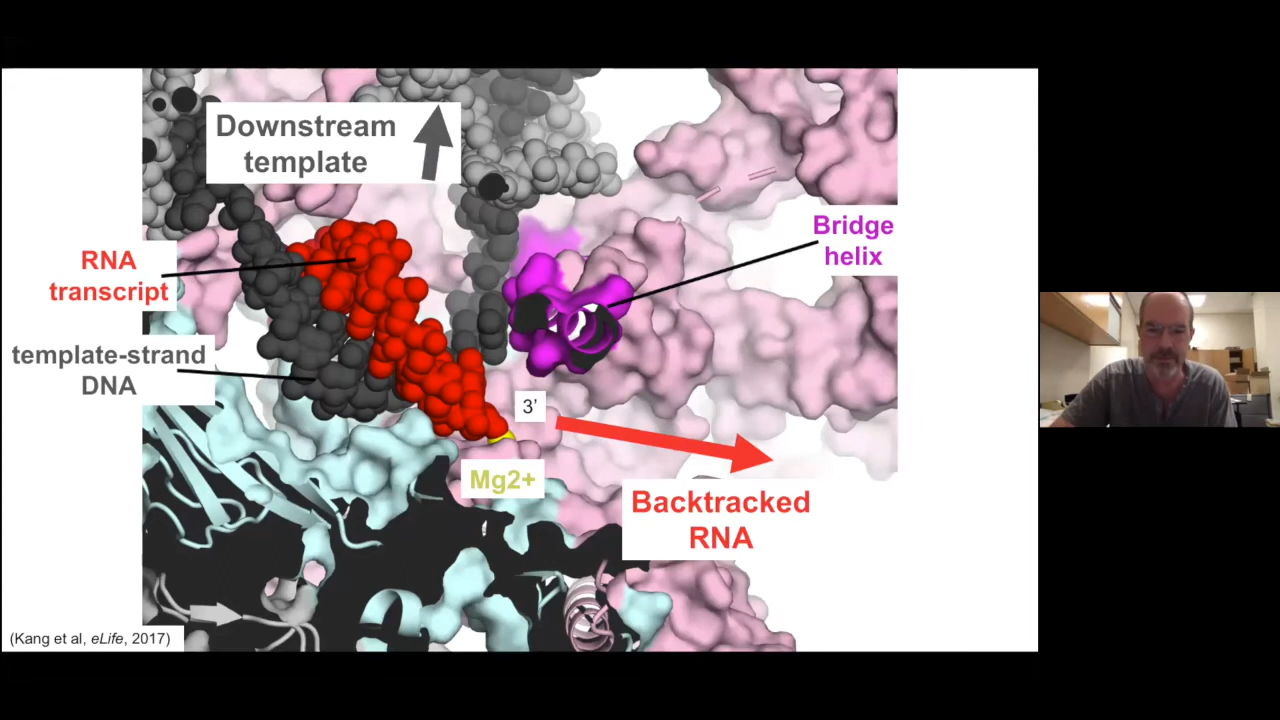 Downstream
template
Bridge
helix
RNA
transcript
template-strand
DNA
3’
Mg2+
Backtracked
RNA
(Kang et al, eLife, 2017)